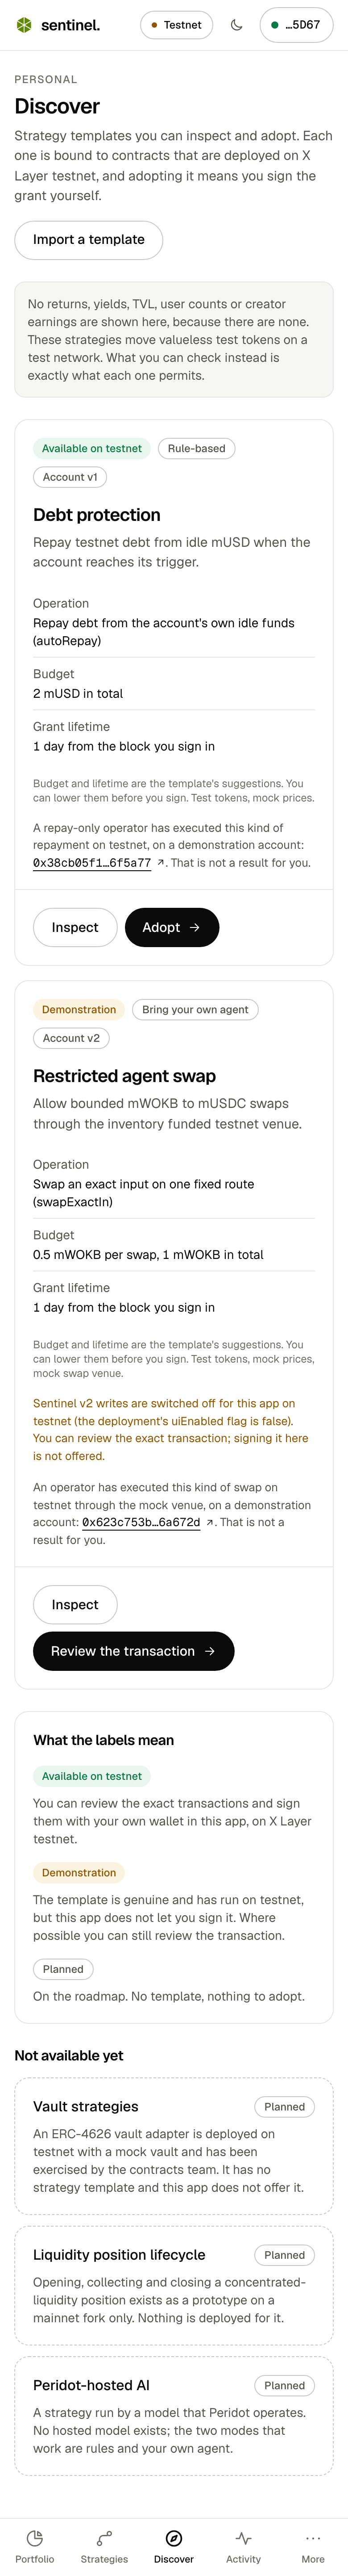 sentinel.
Testnet
…5D67
PERSONAL
Discover
Strategy templates you can inspect and adopt. Each
one is bound to contracts that are deployed on X
Layer testnet, and adopting it means you sign the
grant yourself.
Import a template
No returns, yields, TVL, user counts or creator
earnings are shown here, because there are none.
These strategies move valueless test tokens on a
test network. What you can check instead is
exactly what each one permits.
Available on testnet
Rule-based
Account v1
Debt protection
Repay testnet debt from idle mUSD when the
account reaches its trigger.
Operation
Repay debt from the account's own idle funds
(autoRepay)
Budget
2 mUSD in total
Grant lifetime
1 day from the block you sign in
Budget and lifetime are the template's suggestions. You
can lower them before you sign. Test tokens, mock prices.
A repay-only operator has executed this kind of
repayment on testnet, on a demonstration account:
0x38cb05f1…6f5a77 ↗. That is not a result for you.
Inspect
Adopt →
Demonstration
Bring your own agent
Account v2
Restricted agent swap
Allow bounded mWOKB to mUSDC swaps
through the inventory funded testnet venue.
Operation
Swap an exact input on one fixed route
(swapExactIn)
Budget
0.5 mWOKB per swap, 1 mWOKB in total
Grant lifetime
1 day from the block you sign in
Budget and lifetime are the template's suggestions. You
can lower them before you sign. Test tokens, mock prices,
mock swap venue.
Sentinel v2 writes are switched off for this app on
testnet (the deployment's uiEnabled flag is false).
You can review the exact transaction; signing it here
is not offered.
An operator has executed this kind of swap on
testnet through the mock venue, on a demonstration
account: 0x623c753b…6a672d ↗. That is not a
result for you.
Inspect
Review the transaction →
What the labels mean
Available on testnet
You can review the exact transactions and sign
them with your own wallet in this app, on X Layer
testnet.
Demonstration
The template is genuine and has run on testnet,
but this app does not let you sign it. Where
possible you can still review the transaction.
Planned
On the roadmap. No template, nothing to adopt.
Not available yet
Vault strategies
Planned
An ERC-4626 vault adapter is deployed on
testnet with a mock vault and has been
exercised by the contracts team. It has no
strategy template and this app does not offer it.
Liquidity position lifecycle
Planned
Opening, collecting and closing a concentrated-
liquidity position exists as a prototype on a
mainnet fork only. Nothing is deployed for it.
Peridot-hosted AI
Planned
A strategy run by a model that Peridot operates.
No hosted model exists; the two modes that
work are rules and your own agent.
Portfolio
Strategies
Discover
Activity
More